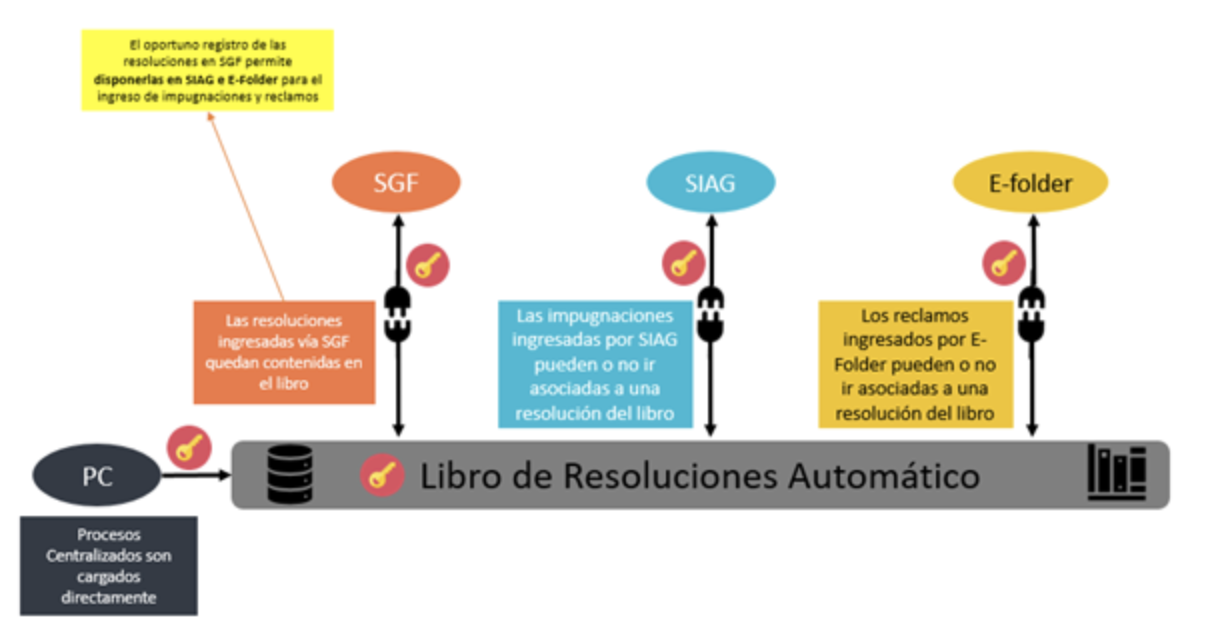 El oportuno registro de las
resoluciones en SGF permite
disponerlas en SIAG e E-Folder para el
ingreso de impugnaciones y reclamos
SGF
SIAG
E-folder
Las resoluciones
ingresadas vía SGF
quedan contenidas en
el libro
Las impugnaciones
ingresadas por SIAG
pueden o no ir
asociadas a una
resolución del libro
Los reclamos
ingresados por E-
Folder pueden o no
ir asociadas a una
resolución del libro
PC
Libro de Resoluciones Automático
Procesos
Centralizados son
cargados
directamente